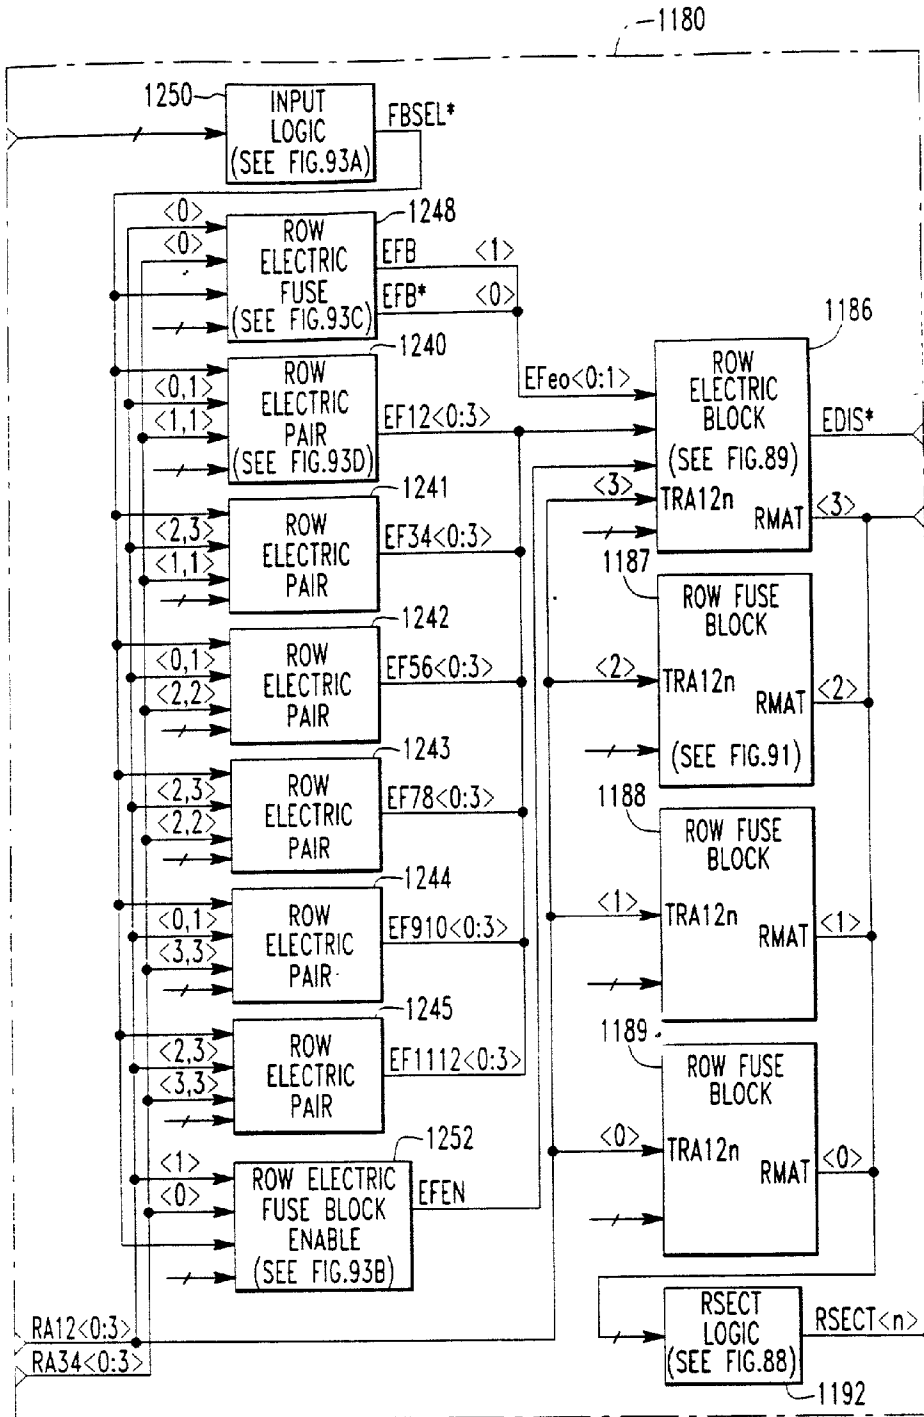 1180
1250
INPUT
LOGIC
(SEE FIG.93A)
FBSEL*
<0>
<0>
1248
ROW
ELECTRIC
FUSE
(SEE FIG.93C)
EFB
<1>
EFB*
<0>
1240
<0,1>
<1,1>
ROW
ELECTRIC
PAIR
(SEE FIG.93D)
EF12<0:3>
1241
<2,3>
<1,1>
ROW
ELECTRIC
PAIR
EF34<0:3>
1242
<0,1>
<2,2>
ROW
ELECTRIC
PAIR
EF56<0:3>
1243
<2,3>
<2,2>
ROW
ELECTRIC
PAIR
EF78<0:3>
1244
<0,1>
<3,3>
ROW
ELECTRIC
PAIR
EF910<0:3>
1245
<2,3>
<3,3>
ROW
ELECTRIC
PAIR
EF1112<0:3>
1252
<1>
<0>
ROW ELECTRIC
FUSE BLOCK
ENABLE
(SEE FIG.93B)
EFEN
RA12<0:3>
RA34<0:3>
1186
EFeo<0:1>
ROW
ELECTRIC
BLOCK
(SEE FIG.89)
EDIS*
<3>
TRA12n
RMAT
<3>
1187
ROW FUSE
BLOCK
<2>
TRA12n
RMAT
<2>
(SEE FIG.91)
1188
ROW FUSE
BLOCK
<1>
TRA12n
RMAT
<1>
1189
ROW FUSE
BLOCK
<0>
TRA12n
RMAT
<0>
RSECT
LOGIC
(SEE FIG.88)
RSECT<n>
1192